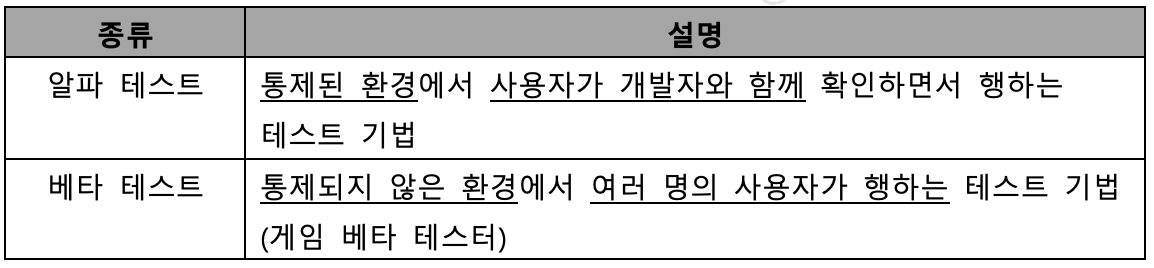 종류 설명
알파 테스트 통제된 환경에서 사용자가 개발자와 함께 확인하면서 행하는
테스트 기법
베타 테스트 통제되지 않은 환경에서 여러 명의 사용자가 행하는 테스트 기법
(게임 베타 테스터)